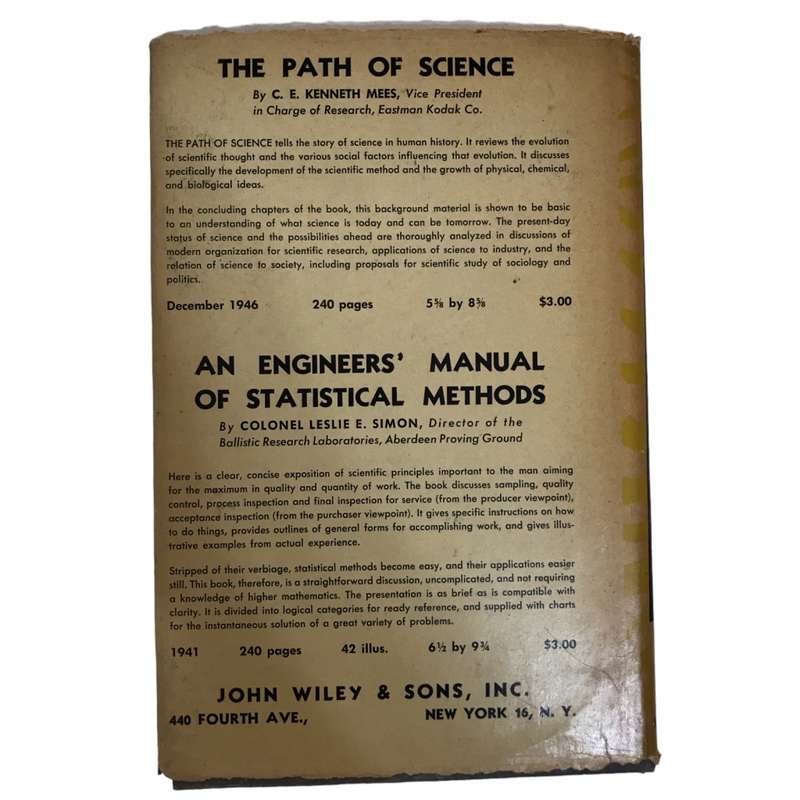 THE PATH OF SCIENCE
By C. E. KENNETH MEES, Vice President
in Charge of Research, Eastman Kodak Co.
THE PATH OF SCIENCE tells the story of science in human history. It reviews the evolution
of scientific thought and the various social factors influencing that evolution. It discusses
specifically the development of the scientific method and the growth of physical, chemical,
and biological ideas.
In the concluding chapters of the book, this background material is shown to be basic
to an understanding of what science is today and can be tomorrow. The present-day
status of science and the possibilities ahead are thoroughly analyzed in discussions of
modern organization for scientific research, applications of science to industry, and the
relation of science to society, including proposals for scientific study of sociology and
politics.
December 1946 240 pages 5⅝ by 8⅝ $3.00
AN ENGINEERS' MANUAL
OF STATISTICAL METHODS
By COLONEL LESLIE E. SIMON, Director of the
Ballistic Research Laboratories, Aberdeen Proving Ground
Here is a clear, concise exposition of scientific principles important to the man aiming
for the maximum in quality and quantity of work. The book discusses sampling, quality
control, process inspection and final inspection for service (from the producer viewpoint),
acceptance inspection (from the purchaser viewpoint). It gives specific instructions on how
to do things, provides outlines of general forms for accomplishing work, and gives illus-
trative examples from actual experience.
Stripped of their verbiage, statistical methods become easy, and their applications easier
still. This book, therefore, is a straightforward discussion, uncomplicated, and not requiring
a knowledge of higher mathematics. The presentation is as brief as is compatible with
clarity. It is divided into logical categories for ready reference, and supplied with charts
for the instantaneous solution of a great variety of problems.
1941 240 pages 42 illus. 6½ by 9¾ $3.00
JOHN WILEY & SONS, INC.
440 FOURTH AVE., NEW YORK 16, N. Y.